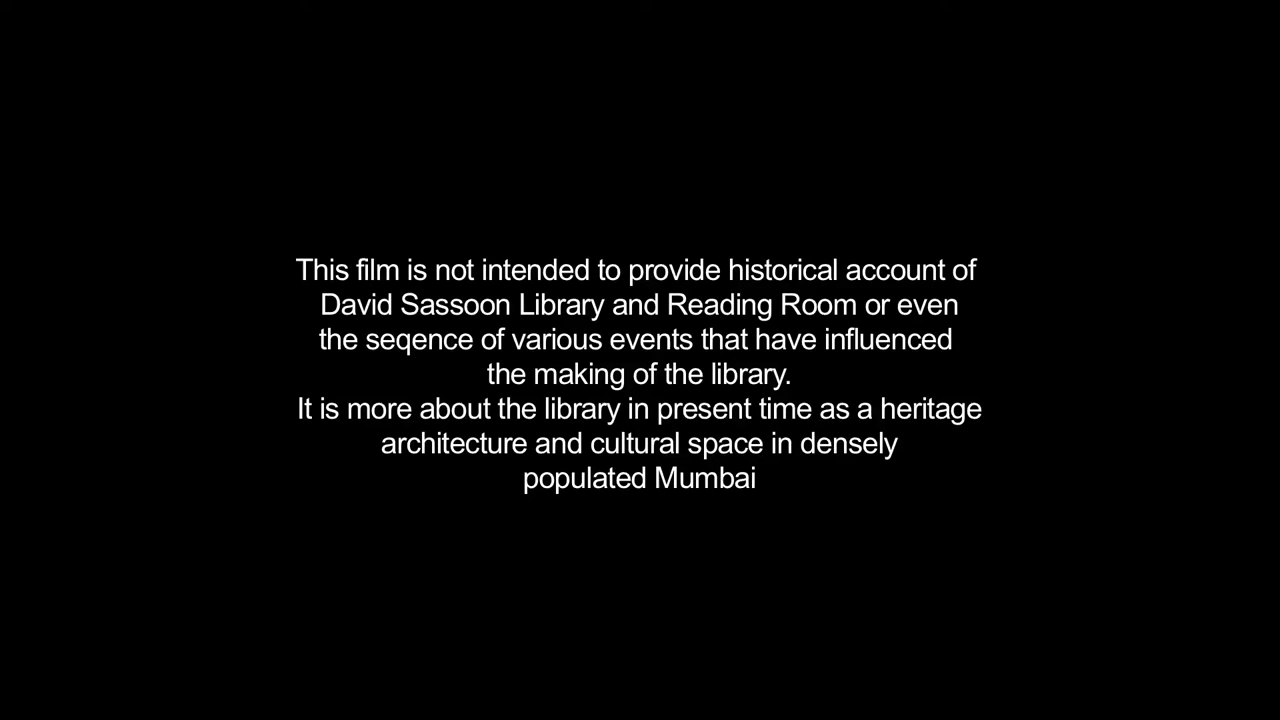 This film is not intended to provide historical account of
David Sassoon Library and Reading Room or even
the seqence of various events that have influenced
the making of the library.
It is more about the library in present time as a heritage
architecture and cultural space in densely
populated Mumbai